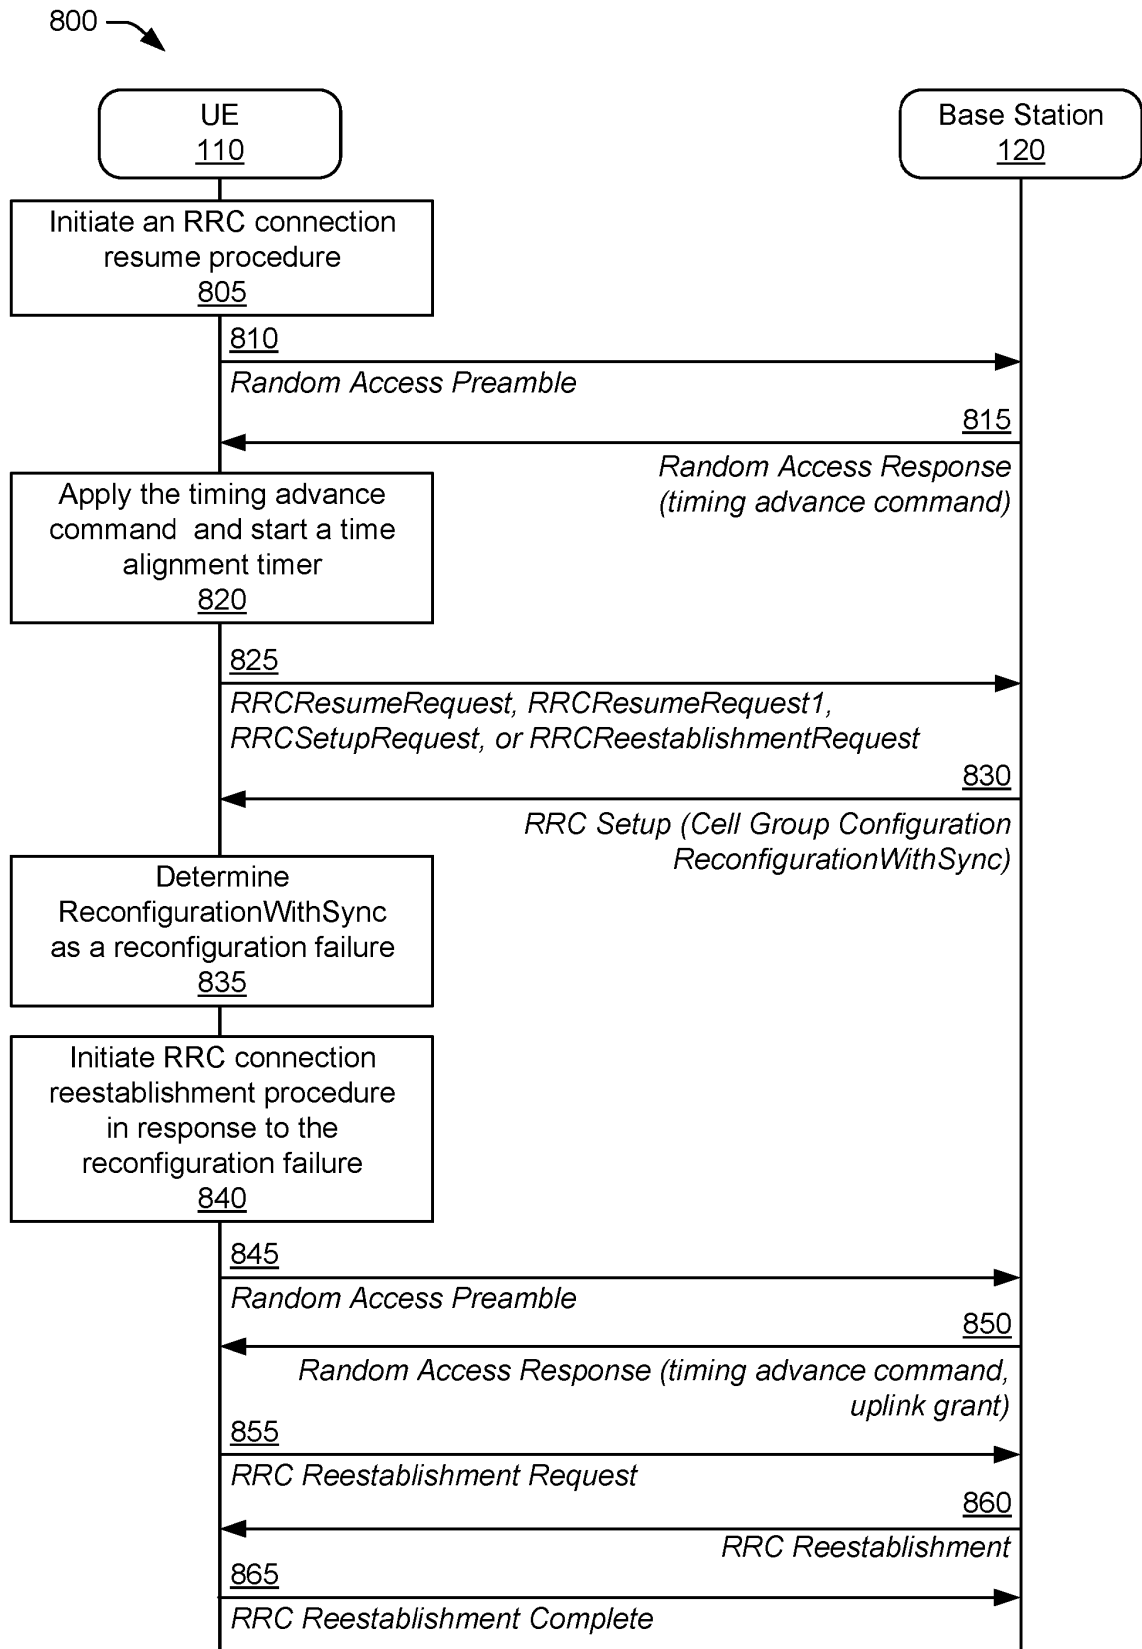 800
UE
110
Base Station
120
Initiate an RRC connection
resume procedure
805
810
Random Access Preamble
815
Random Access Response
(timing advance command)
Apply the timing advance
command and start a time
alignment timer
820
825
RRCResumeRequest, RRCResumeRequest1,
RRCSetupRequest, or RRCReestablishmentRequest
830
RRC Setup (Cell Group Configuration
ReconfigurationWithSync)
Determine
ReconfigurationWithSync
as a reconfiguration failure
835
Initiate RRC connection
reestablishment procedure
in response to the
reconfiguration failure
840
845
Random Access Preamble
850
Random Access Response (timing advance command,
uplink grant)
855
RRC Reestablishment Request
860
RRC Reestablishment
865
RRC Reestablishment Complete